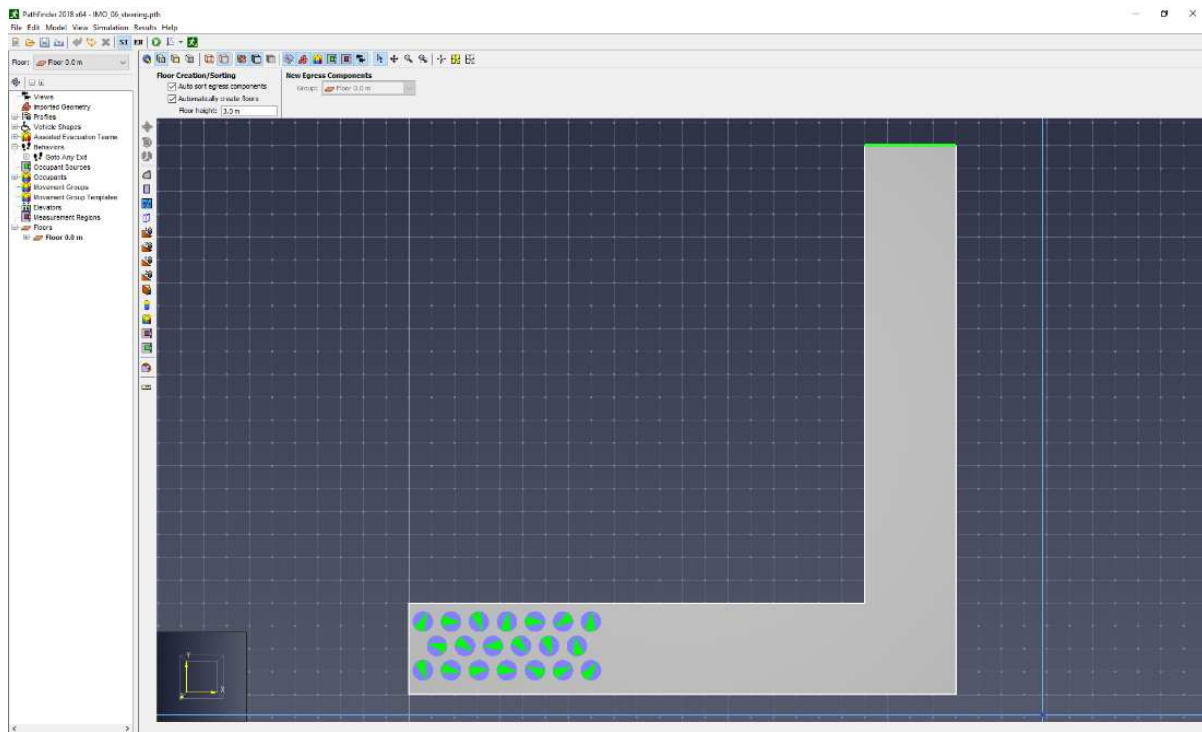 Pathfinder 2018 x64 - IMO_06_steering.pth
File Edit Model View Simulation Results Help
Floor: Floor 0.0 m
Floor Creation/Sorting
Auto sort egress components
Automatically create floors
Floor height: 3.0 m
New Egress Components
Group: Floor 0.0 m
Views
Imported Geometry
Profiles
Vehicle Shapes
Assisted Evacuation Teams
Behaviors
Goto Any Exit
Occupant Sources
Occupants
Movement Groups
Movement Group Templates
Elevators
Measurement Regions
Floors
Floor 0.0 m
Y
X